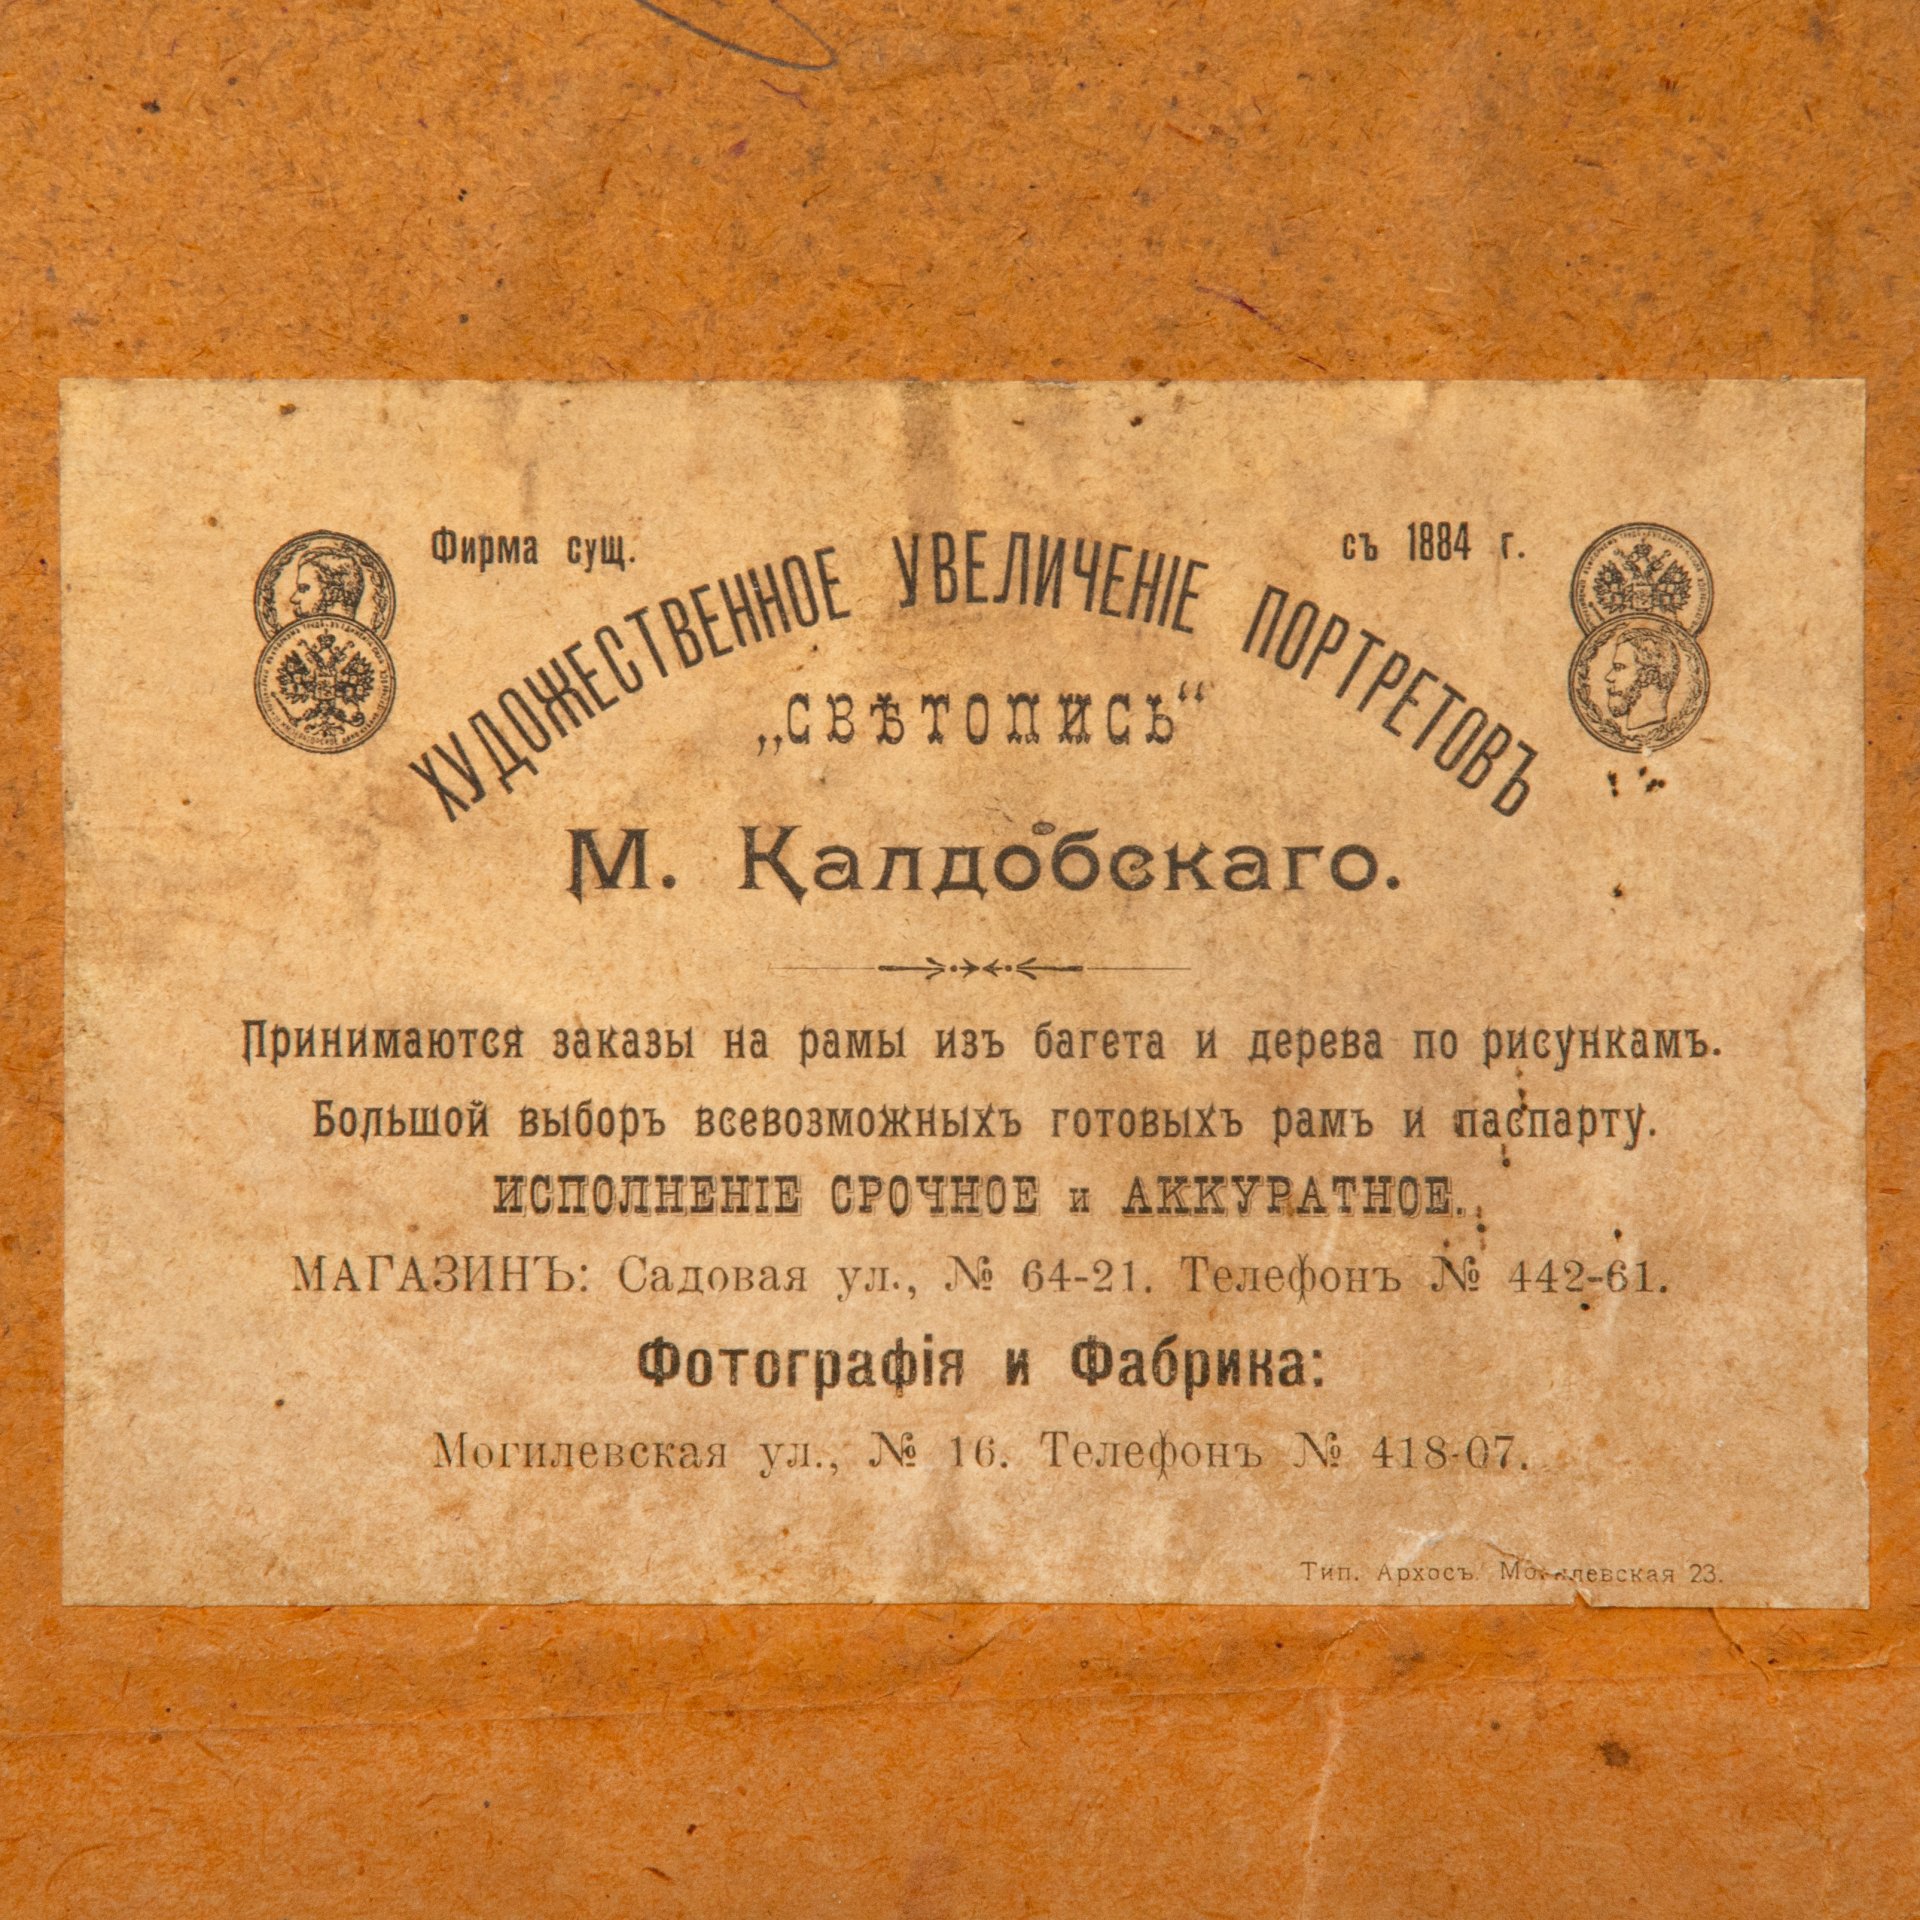 Фирма сущ. съ 1884 г.
ХУДОЖЕСТВЕННОЕ УВЕЛИЧЕНІЕ ПОРТРЕТОВЪ
„СВѢТОПИСЬ“
М. Калдобскаго.
Принимаются заказы на рамы изъ багета и дерева по рисункамъ.
Большой выборъ всевозможныхъ готовыхъ рамъ и паспарту.
ИСПОЛНЕНІЕ СРОЧНОЕ и АККУРАТНОЕ.
МАГАЗИНЪ: Садовая ул., № 64-21. Телефонъ № 442-61.
Фотографія и Фабрика:
Могилевская ул., № 16. Телефонъ № 418-07.
Тип. Архосъ. Могилевская 23.